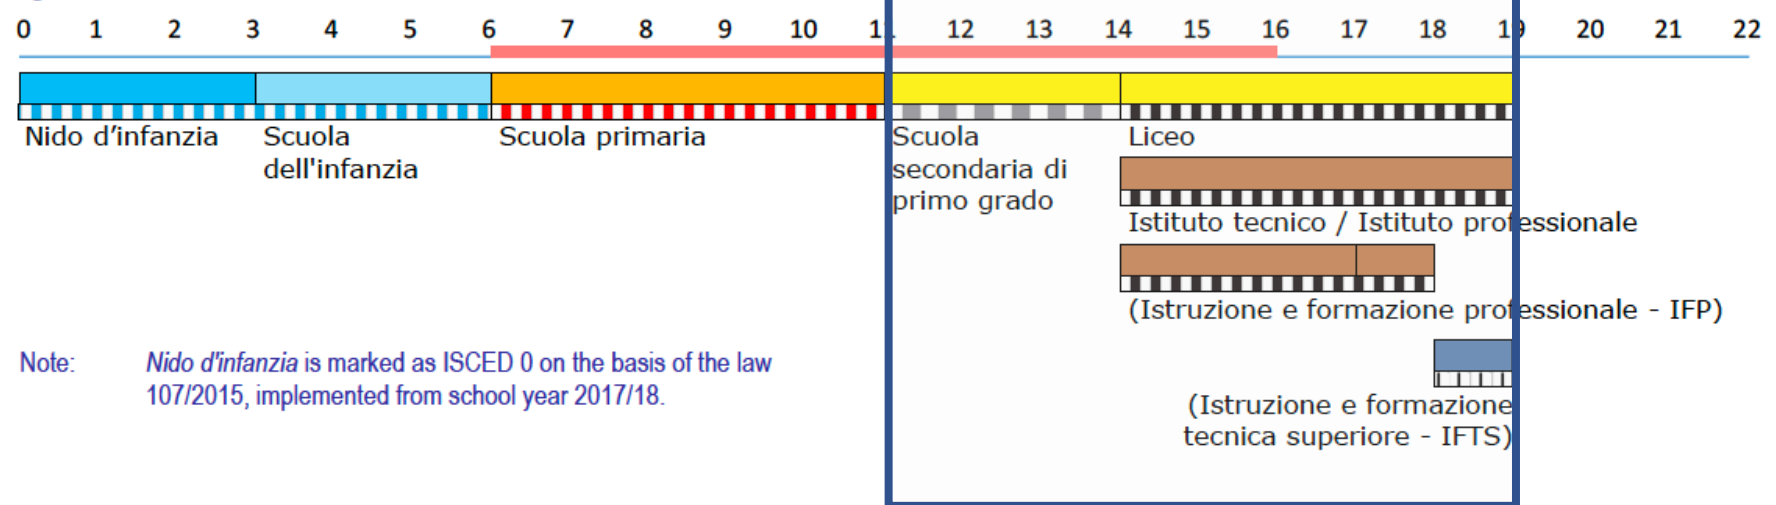 0 1 2 3 4 5 6 7 8 9 10 11 12 13 14 15 16 17 18 19 20 21 22
Nido d’infanzia
Scuola
dell'infanzia
Scuola primaria
Scuola
secondaria di
primo grado
Liceo
Istituto tecnico / Istituto professionale
(Istruzione e formazione professionale - IFP)
(Istruzione e formazione
tecnica superiore - IFTS)
Note: Nido d'infanzia is marked as ISCED 0 on the basis of the law
107/2015, implemented from school year 2017/18.